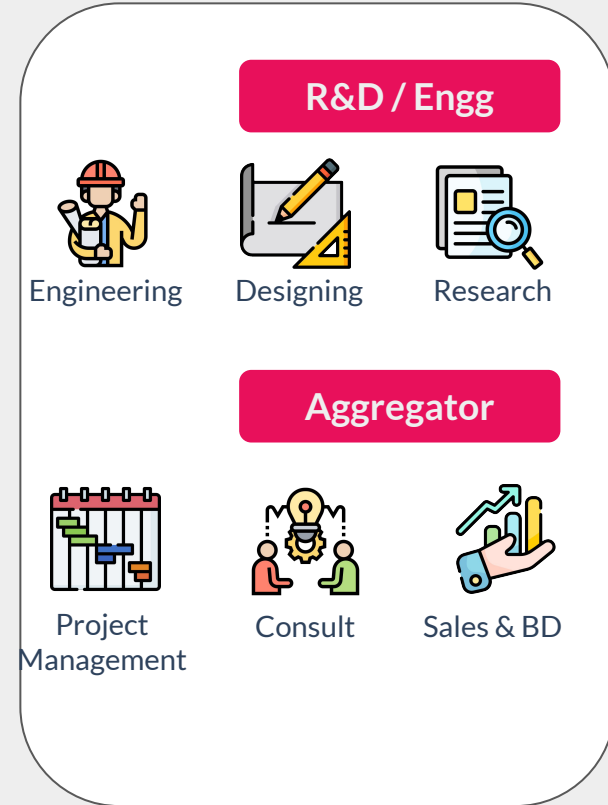 R&D / Engg
Engineering
Designing
Research
Aggregator
Project
Management
Consult
Sales & BD